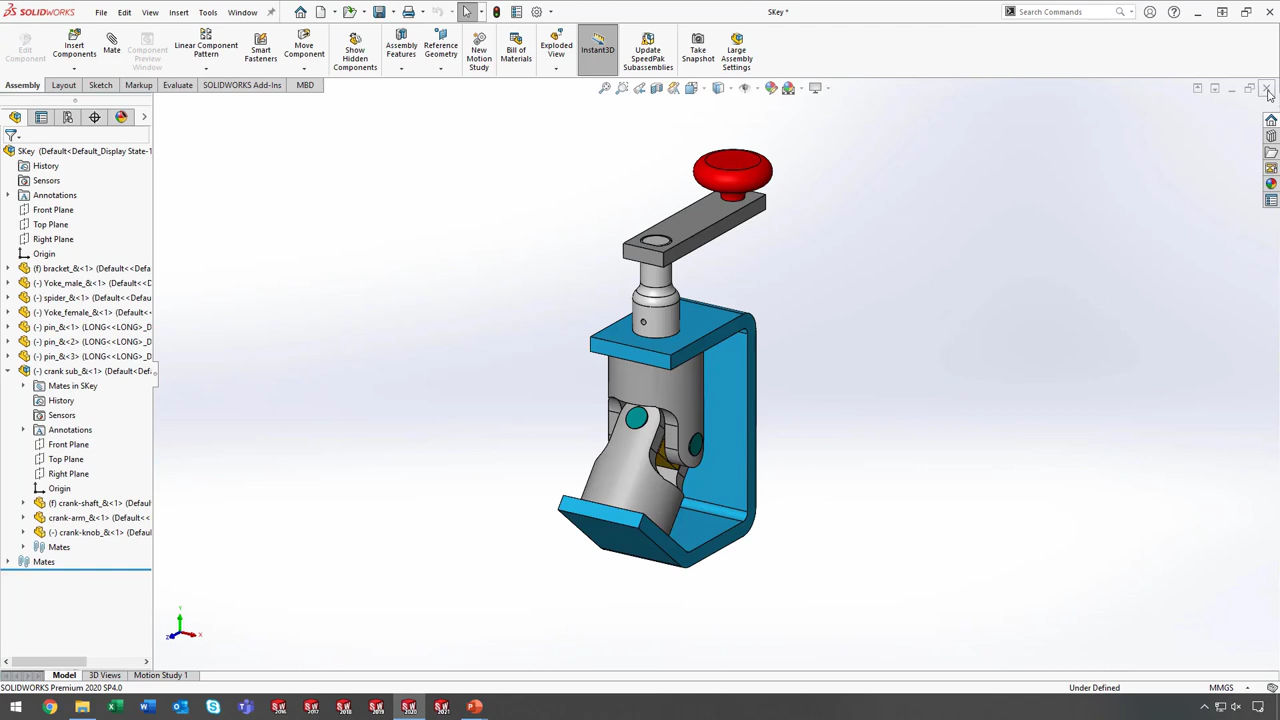 SOLIDWORKS File Edit View Insert Tools Window SKey * Search Commands
Edit Component
Insert Components
Mate
Component Preview Window
Linear Component Pattern
Smart Fasteners
Move Component
Show Hidden Components
Assembly Features
Reference Geometry
New Motion Study
Bill of Materials
Exploded View
Instant3D
Update SpeedPak Subassemblies
Take Snapshot
Large Assembly Settings
Assembly Layout Sketch Markup Evaluate SOLIDWORKS Add-Ins MBD
SKey (Default<Default_Display State-1
History
Sensors
Annotations
Front Plane
Top Plane
Right Plane
Origin
(f) bracket_&<1> (Default<<Defa
(-) Yoke_male_&<1> (Default<<
(-) spider_&<1> (Default<<Defau
(-) Yoke_female_&<1> (Default<
(-) pin_&<1> (LONG<<LONG>_D
(-) pin_&<2> (LONG<<LONG>_D
(-) pin_&<3> (LONG<<LONG>_D
(-) crank sub_&<1> (Default<Def
Mates in SKey
History
Sensors
Annotations
Front Plane
Top Plane
Right Plane
Origin
(f) crank-shaft_&<1> (Default
crank-arm_&<1> (Default<<
(-) crank-knob_&<1> (Defaul
Mates
Mates
Y
Z X
Model 3D Views Motion Study 1
SOLIDWORKS Premium 2020 SP4.0 Under Defined MMGS
2016 2017 2018 2019 2020 2021